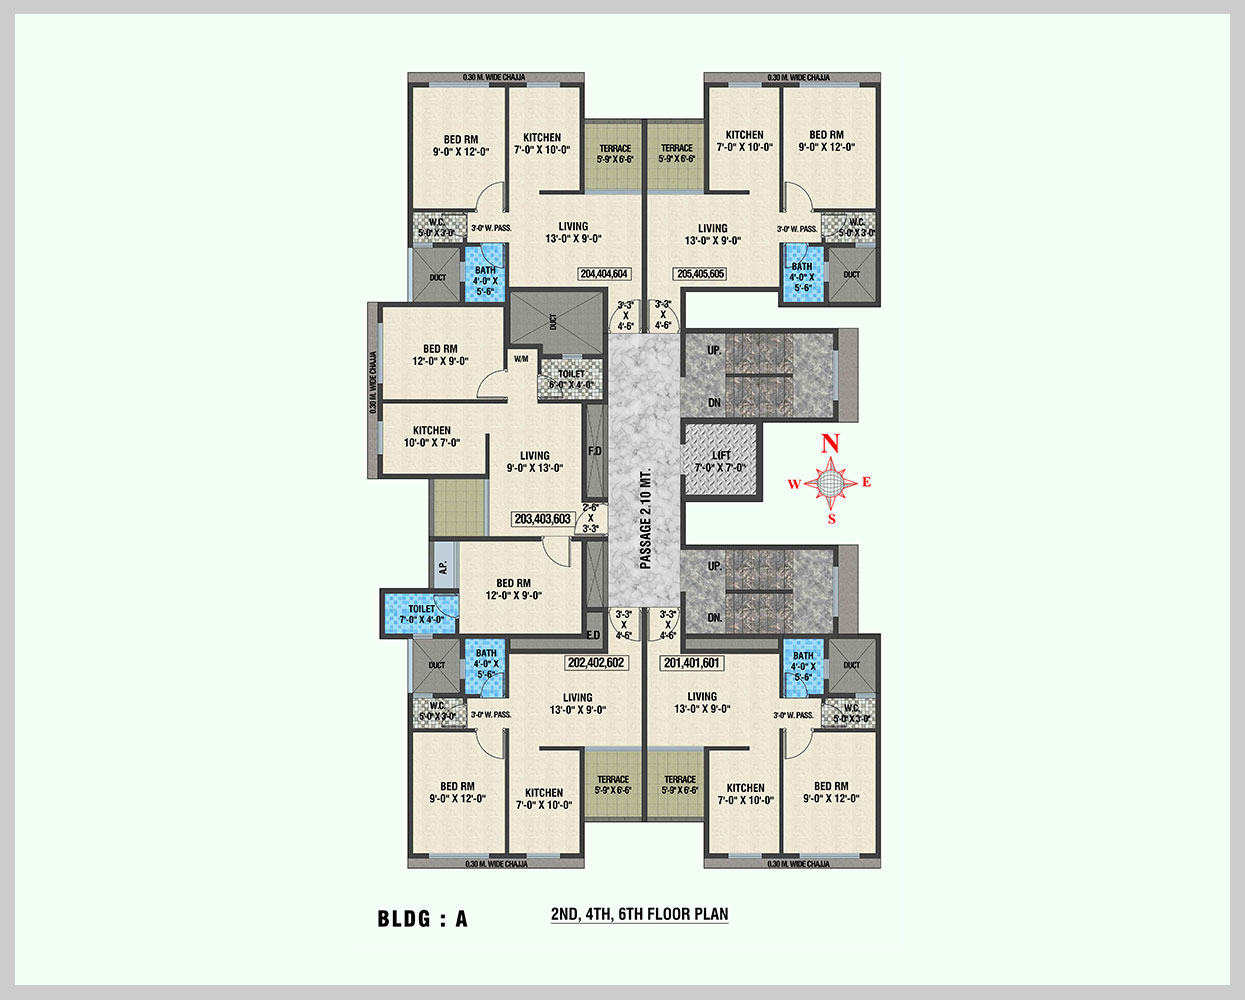 0.30 M. WIDE CHAJJA
0.30 M. WIDE CHAJJA
BED RM
9'-0" X 12'-0"
KITCHEN
7'-0" X 10'-0"
TERRACE
5'-9" X 6'-6"
TERRACE
5'-9" X 6'-6"
KITCHEN
7'-0" X 10'-0"
BED RM
9'-0" X 12'-0"
W.C.
5'-0" X 3'-0"
3'-0" W. PASS.
LIVING
13'-0" X 9'-0"
LIVING
13'-0" X 9'-0"
3'-0" W. PASS.
W.C.
5'-0" X 3'-0"
DUCT
BATH
4'-0" X
5'-6"
204,404,604
205,405,605
BATH
4'-0" X
5'-6"
DUCT
3'-3"
X
4'-6"
3'-3"
X
4'-6"
DUCT
0.30 M. WIDE CHAJJA
BED RM
12'-0" X 9'-0"
W/M
TOILET
6'-0" X 4'-0"
UP.
DN
KITCHEN
10'-0" X 7'-0"
LIVING
9'-0" X 13'-0"
F.D
LIFT
7'-0" X 7'-0"
N
W
E
S
PASSAGE 2.10 MT.
203,403,603
2'-6"
X
3'-3"
A.P.
BED RM
12'-0" X 9'-0"
UP.
DN.
TOILET
7'-0" X 4'-0"
E.D
3'-3"
X
4'-6"
3'-3"
X
4'-6"
DUCT
BATH
4'-0" X
5'-6"
202,402,602
201,401,601
BATH
4'-0" X
5'-6"
DUCT
W.C.
5'-0" X 3'-0"
3'-0" W. PASS.
LIVING
13'-0" X 9'-0"
LIVING
13'-0" X 9'-0"
3'-0" W. PASS.
W.C.
5'-0" X 3'-0"
BED RM
9'-0" X 12'-0"
KITCHEN
7'-0" X 10'-0"
TERRACE
5'-9" X 6'-6"
TERRACE
5'-9" X 6'-6"
KITCHEN
7'-0" X 10'-0"
BED RM
9'-0" X 12'-0"
0.30 M. WIDE CHAJJA
0.30 M. WIDE CHAJJA
BLDG : A
2ND, 4TH, 6TH FLOOR PLAN